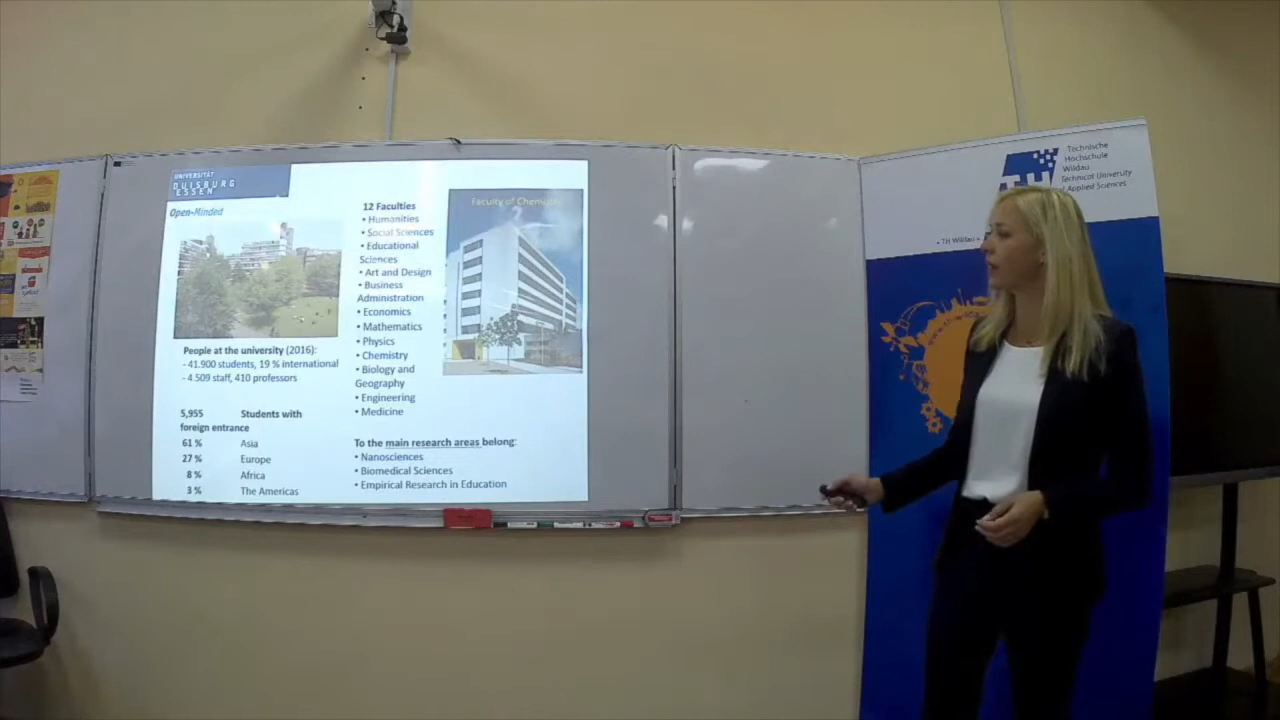 UNIVERSITÄT
DUISBURG
ESSEN
Open-Minded
People at the university (2016):
- 41.900 students, 19 % international
- 4.509 staff, 410 professors
5,955 Students with
foreign entrance
61 % Asia
27 % Europe
8 % Africa
3 % The Americas
12 Faculties
• Humanities
• Social Sciences
• Educational
Sciences
• Art and Design
• Business
Administration
• Economics
• Mathematics
• Physics
• Chemistry
• Biology and
Geography
• Engineering
• Medicine
To the main research areas belong:
• Nanosciences
• Biomedical Sciences
• Empirical Research in Education
Faculty of Chemistry
Technische
Hochschule
Wildau
Technical University
Applied Sciences
TH Wildau